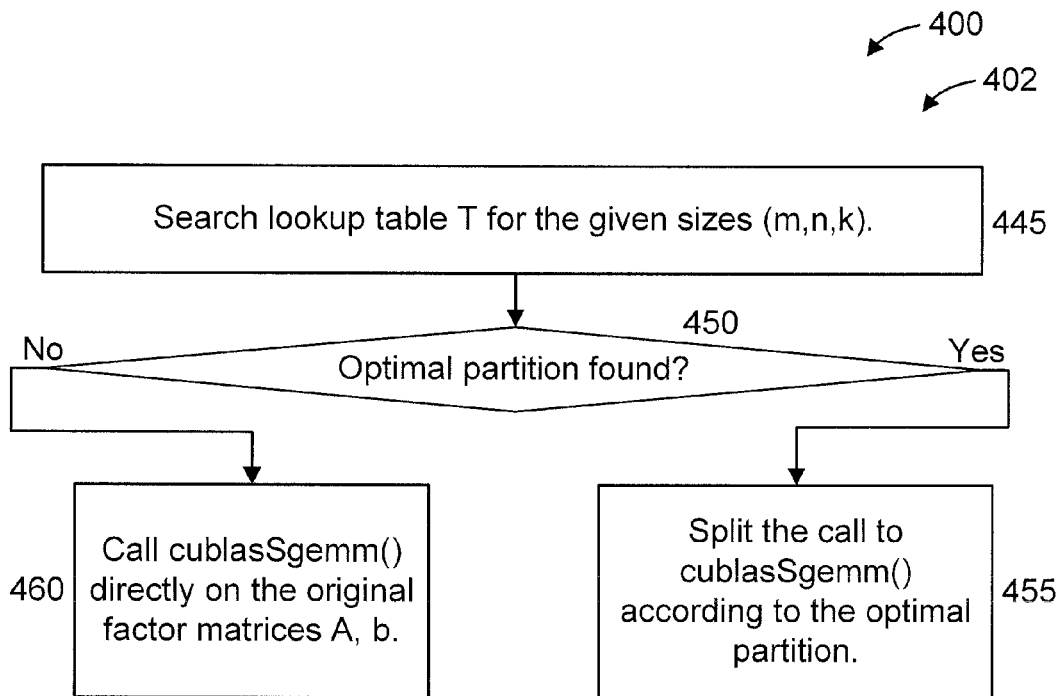 400
402
Search lookup table T for the given sizes (m,n,k).
445
450
No
Optimal partition found?
Yes
Call cublasSgemm()
directly on the original
factor matrices A, b.
460
Split the call to
cublasSgemm()
according to the optimal
partition.
455